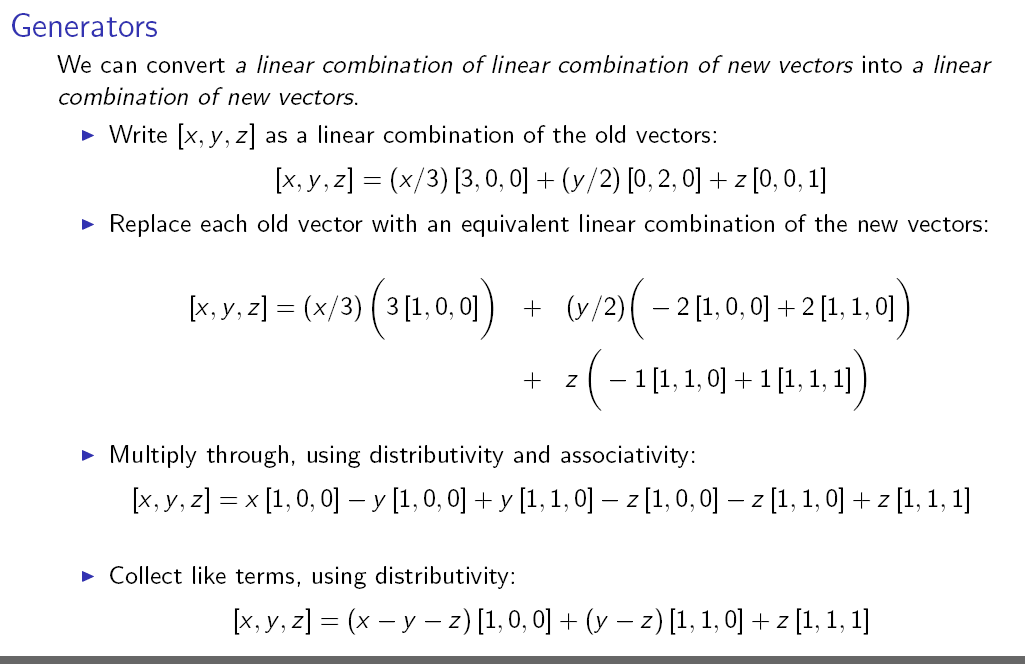 Generators
We can convert a linear combination of linear combination of new vectors into a linear
combination of new vectors.
▶ Write [x, y, z] as a linear combination of the old vectors:
[x, y, z] = (x/3) [3, 0, 0] + (y/2) [0, 2, 0] + z [0, 0, 1]
▶ Replace each old vector with an equivalent linear combination of the new vectors:
[x, y, z] = (x/3) (3 [1, 0, 0]) + (y/2) (− 2 [1, 0, 0] + 2 [1, 1, 0])
+ z (− 1 [1, 1, 0] + 1 [1, 1, 1])
▶ Multiply through, using distributivity and associativity:
[x, y, z] = x [1, 0, 0] − y [1, 0, 0] + y [1, 1, 0] − z [1, 0, 0] − z [1, 1, 0] + z [1, 1, 1]
▶ Collect like terms, using distributivity:
[x, y, z] = (x − y − z) [1, 0, 0] + (y − z) [1, 1, 0] + z [1, 1, 1]